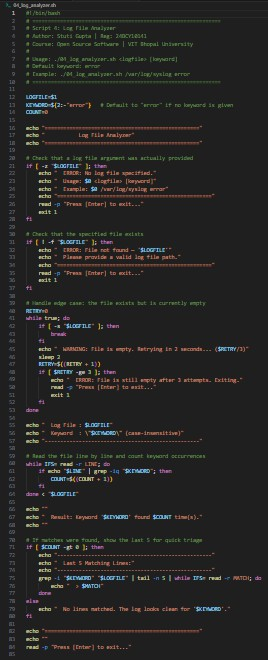 04_log_analyzer.sh
1 #!/bin/bash
2 # ==================================================
3 # Script 4: Log File Analyzer
4 # Author: Stuti Gupta | Reg:
5 # Course: Open Source Software | VIT Bhopal University
6 # ==================================================
7 # Usage: ./04_log_analyzer.sh <logfile> [keyword]
8 # Default keyword: error
9 # Example: ./04_log_analyzer.sh /var/log/syslog error
10 # ==================================================
LOGFILE=$1
KEYWORD=${2:-"error"} # Default to "error" if no keyword is given
COUNT=0
echo "=================================================="
echo " Log File Analyzer"
echo "=================================================="
# Check that a log file argument was actually provided
if [ -z "$LOGFILE" ]; then
echo " ERROR: No log file specified."
echo " Usage: $0 <logfile> [keyword]"
echo " Example: $0 /var/log/syslog error"
echo "=================================================="
read -p "Press [Enter] to exit..."
exit 1
fi
# Check that the specified file exists
if [ ! -f "$LOGFILE" ]; then
echo " ERROR: File not found — '$LOGFILE'"
echo " Please provide a valid log file path."
echo "=================================================="
read -p "Press [Enter] to exit..."
exit 1
fi
# Handle edge case: the file exists but is currently empty
RETRY=0
while true; do
if [ -s "$LOGFILE" ]; then
break
fi
echo " WARNING: File is empty. Retrying in 2 seconds... ($RETRY/3)"
sleep 2
RETRY=$((RETRY + 1))
if [ $RETRY -ge 3 ]; then
echo " ERROR: File is still empty after 3 attempts. Exiting."
read -p "Press [Enter] to exit..."
exit 1
fi
done
echo " Log File : $LOGFILE"
echo " Keyword : \"$KEYWORD\" (case-insensitive)"
echo "--------------------------------------------------"
# Read the file line by line and count keyword occurrences
while IFS= read -r LINE; do
if echo "$LINE" | grep -iq "$KEYWORD"; then
COUNT=$((COUNT + 1))
fi
done < "$LOGFILE"
echo ""
echo " Result: Keyword '$KEYWORD' found $COUNT time(s)."
echo ""
# If matches were found, show the last 5 for quick triage
if [ $COUNT -gt 0 ]; then
echo "--------------------------------------------------"
echo " Last 5 Matching Lines:"
echo "--------------------------------------------------"
grep -i "$KEYWORD" "$LOGFILE" | tail -n 5 | while IFS= read -r MATCH; do
echo " > $MATCH"
done
else
echo " No lines matched. The log looks clean for '$KEYWORD'."
fi
echo ""
echo "=================================================="
read -p "Press [Enter] to exit..."